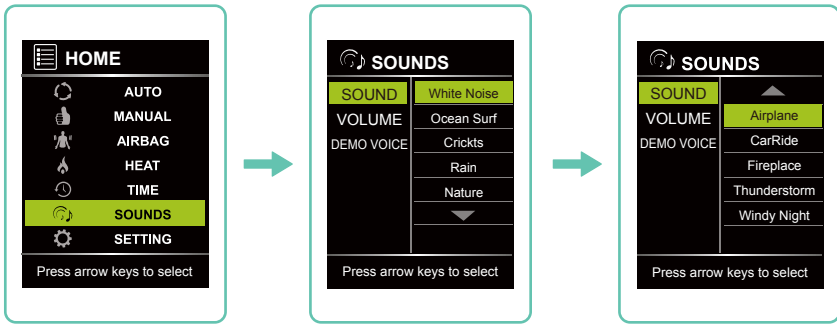 HOME
AUTO
MANUAL
AIRBAG
HEAT
TIME
SOUNDS
SETTING
Press arrow keys to select
SOUNDS
SOUND
VOLUME
DEMO VOICE
White Noise
Ocean Surf
Crickts
Rain
Nature
Press arrow keys to select
SOUNDS
SOUND
VOLUME
DEMO VOICE
Airplane
CarRide
Fireplace
Thunderstorm
Windy Night
Press arrow keys to select